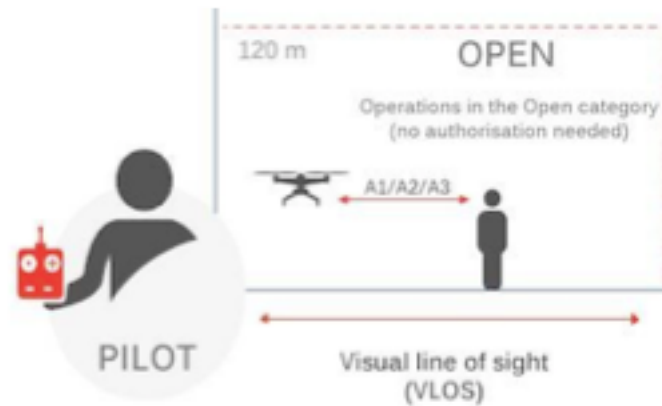 120 m
OPEN
Operations in the Open category
(no authorisation needed)
A1/A2/A3
PILOT
Visual line of sight
(VLOS)